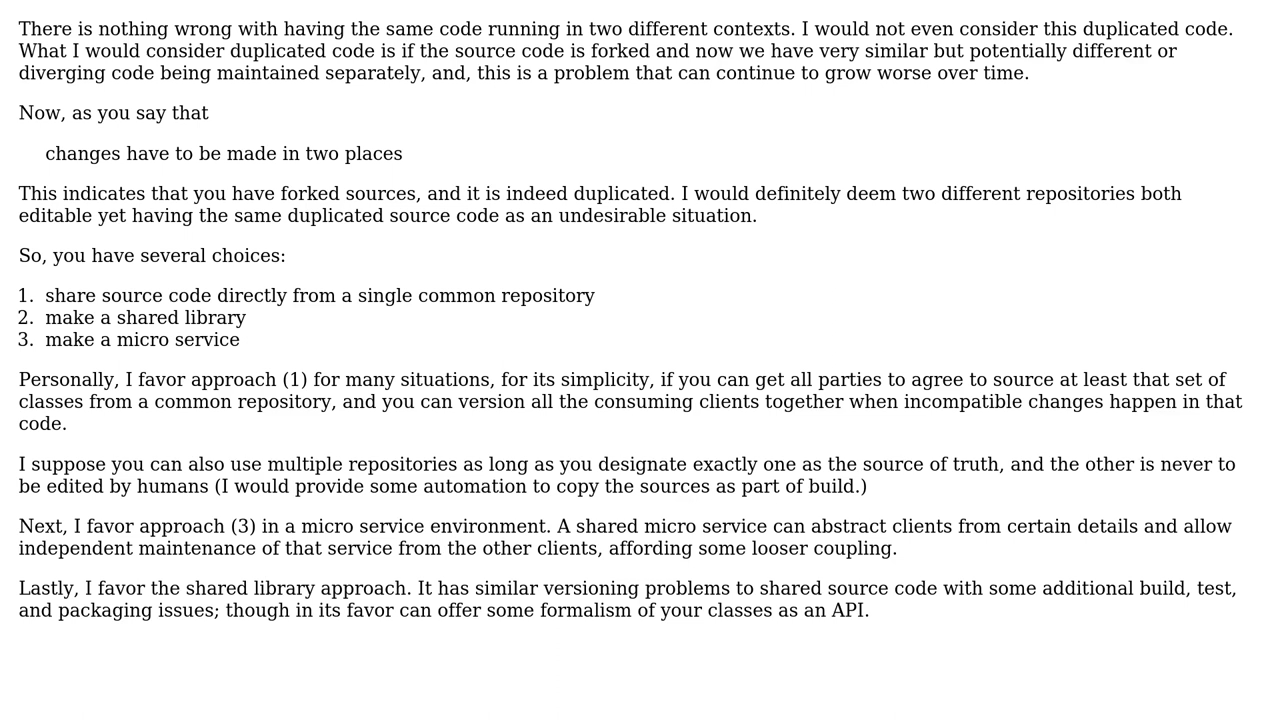 There is nothing wrong with having the same code running in two different contexts. I would not even consider this duplicated code.
What I would consider duplicated code is if the source code is forked and now we have very similar but potentially different or
diverging code being maintained separately, and, this is a problem that can continue to grow worse over time.
Now, as you say that
changes have to be made in two places
This indicates that you have forked sources, and it is indeed duplicated. I would definitely deem two different repositories both
editable yet having the same duplicated source code as an undesirable situation.
So, you have several choices:
1. share source code directly from a single common repository
2. make a shared library
3. make a micro service
Personally, I favor approach (1) for many situations, for its simplicity, if you can get all parties to agree to source at least that set of
classes from a common repository, and you can version all the consuming clients together when incompatible changes happen in that
code.
I suppose you can also use multiple repositories as long as you designate exactly one as the source of truth, and the other is never to
be edited by humans (I would provide some automation to copy the sources as part of build.)
Next, I favor approach (3) in a micro service environment. A shared micro service can abstract clients from certain details and allow
independent maintenance of that service from the other clients, affording some looser coupling.
Lastly, I favor the shared library approach. It has similar versioning problems to shared source code with some additional build, test,
and packaging issues; though in its favor can offer some formalism of your classes as an API.